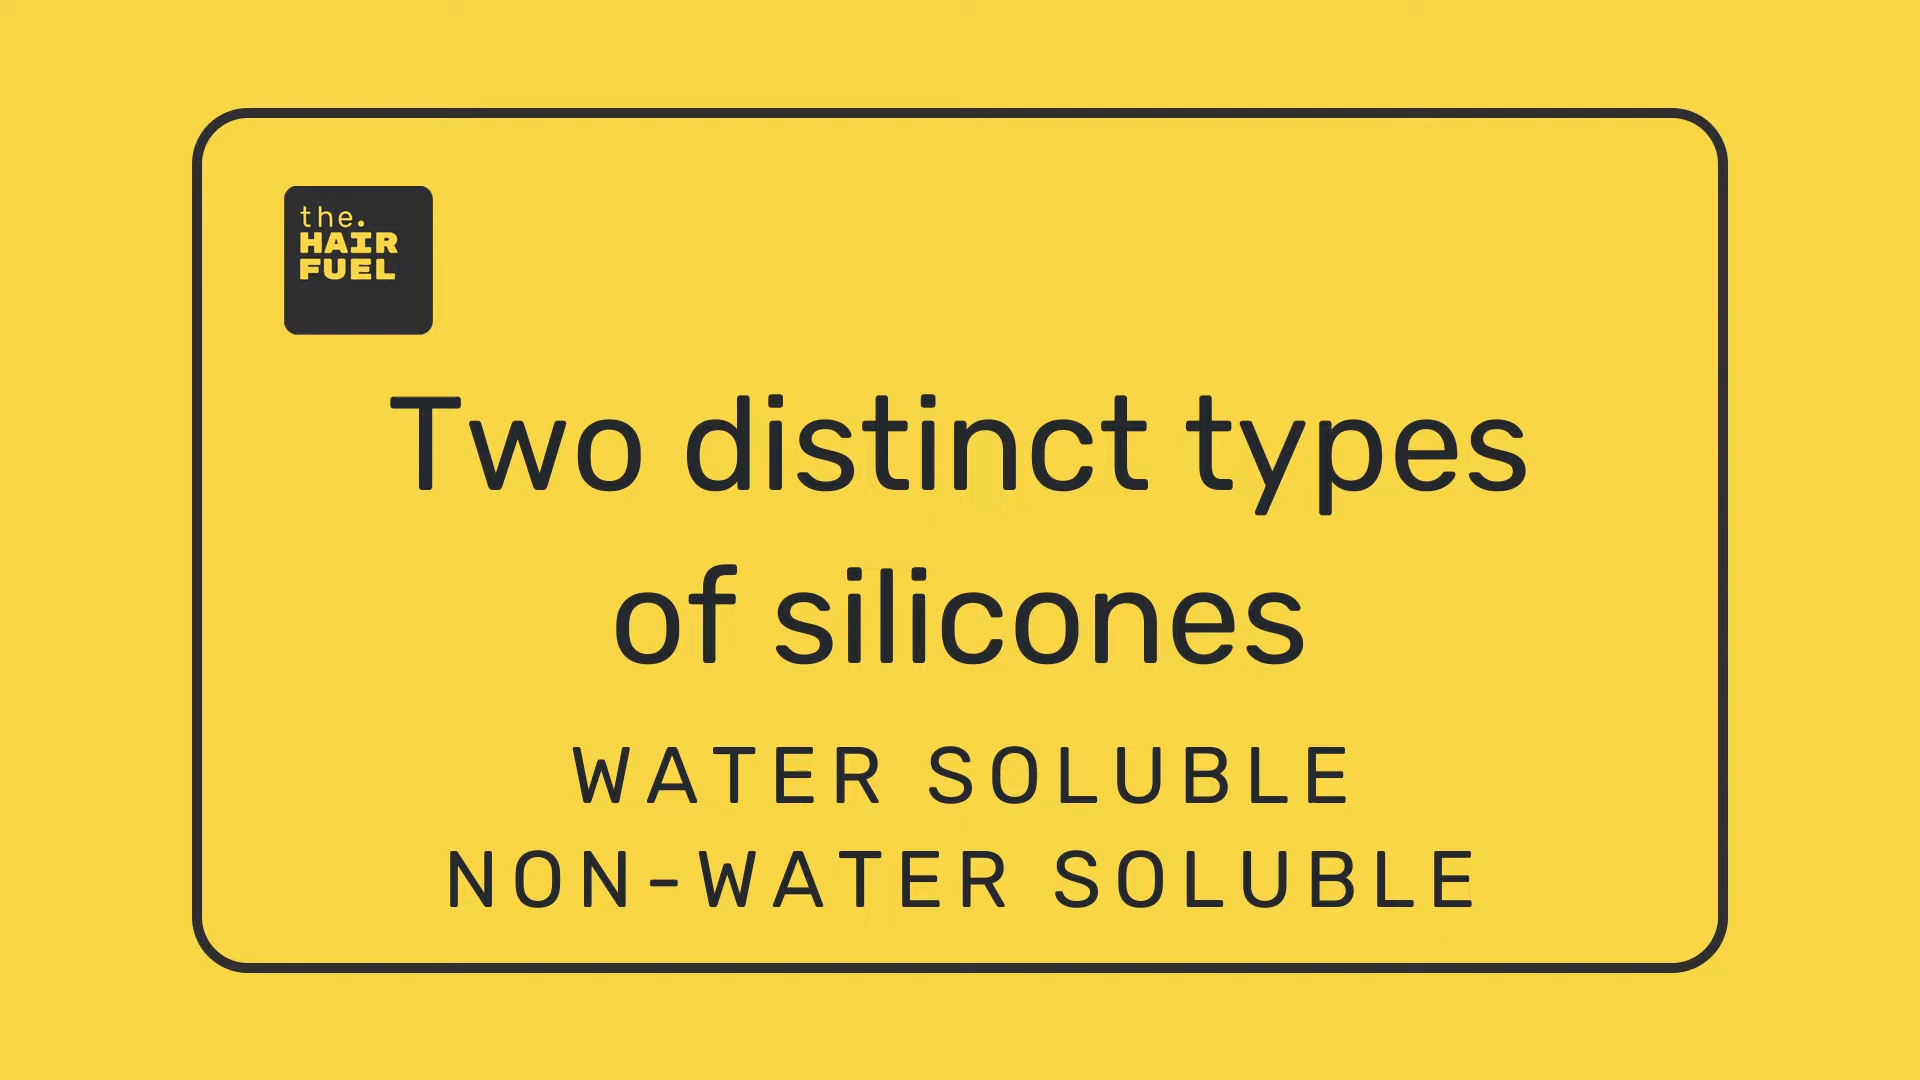 the.
HAIR
FUEL
Two distinct types
of silicones
WATER SOLUBLE
NON-WATER SOLUBLE